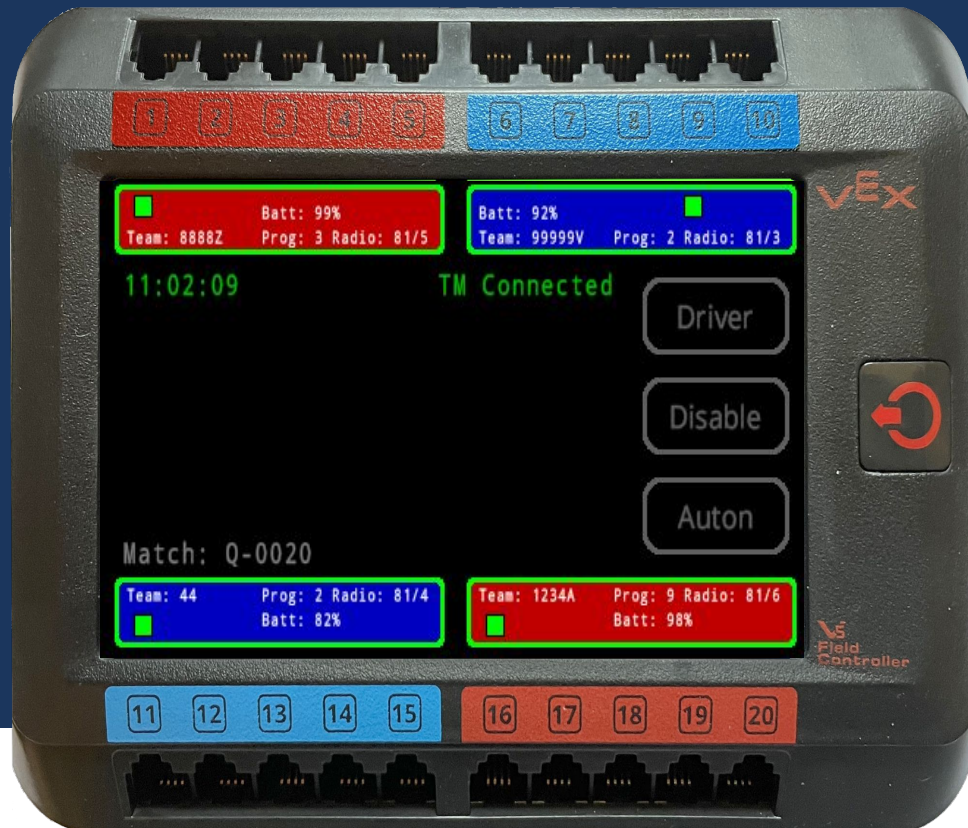 1 2 3 4 5 6 7 8 9 10
VEX
Batt: 99%
Team: 8888Z Prog: 3 Radio: 81/5
Batt: 92%
Team: 99999V Prog: 2 Radio: 81/3
11:02:09 TM Connected
Driver
Disable
Auton
Match: Q-0020
Team: 44 Prog: 2 Radio: 81/4
Batt: 82%
Team: 1234A Prog: 9 Radio: 81/6
Batt: 98%
V5
Field
Controller
11 12 13 14 15 16 17 18 19 20